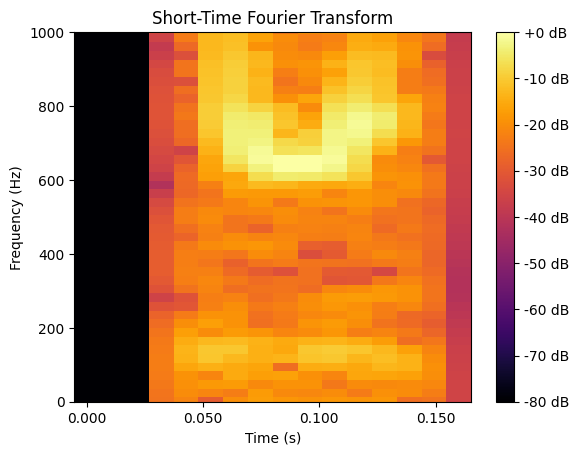 Short-Time Fourier Transform
1000
800
600
400
200
0
Frequency (Hz)
0.000
0.050
0.100
0.150
Time (s)
+0 dB
-10 dB
-20 dB
-30 dB
-40 dB
-50 dB
-60 dB
-70 dB
-80 dB